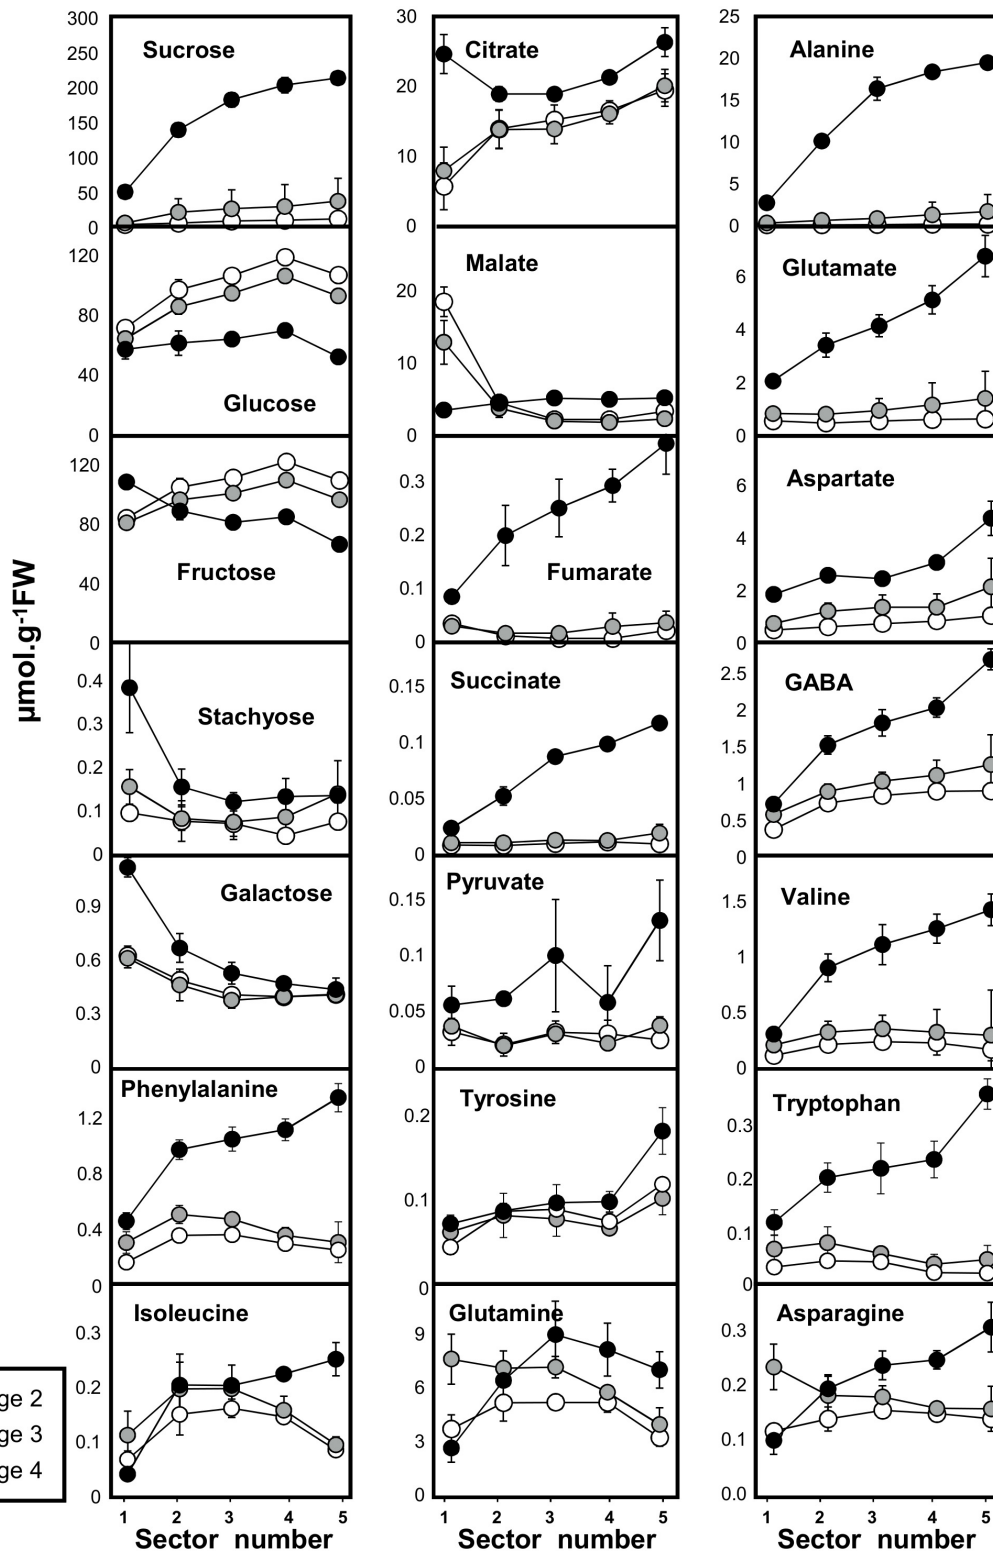 μmol.g-1FW
300
250
200
150
100
50
0
Sucrose
30
20
10
0
Citrate
25
20
15
10
5
0
Alanine
120
80
40
0
Glucose
20
10
0
Malate
6
4
2
0
Glutamate
120
80
40
0
Fructose
0.3
0.2
0.1
0
Fumarate
6
4
2
0
Aspartate
0.4
0.3
0.2
0.1
0
Stachyose
0.15
0.1
0.05
0
Succinate
2.5
2
1.5
1
0.5
0
GABA
0.9
0.6
0.3
0
Galactose
0.15
0.1
0.05
0
Pyruvate
1.5
1
0.5
0
Valine
1.2
0.8
0.4
0
Phenylalanine
0.2
0.1
0
Tyrosine
0.3
0.2
0.1
0
Tryptophan
0.3
0.2
0.1
0
Isoleucine
9
6
3
0
Glutamine
0.3
0.2
0.1
0.0
Asparagine
ge 2
ge 3
ge 4
1 2 3 4 5
Sector number
1 2 3 4 5
Sector number
1 2 3 4 5
Sector number